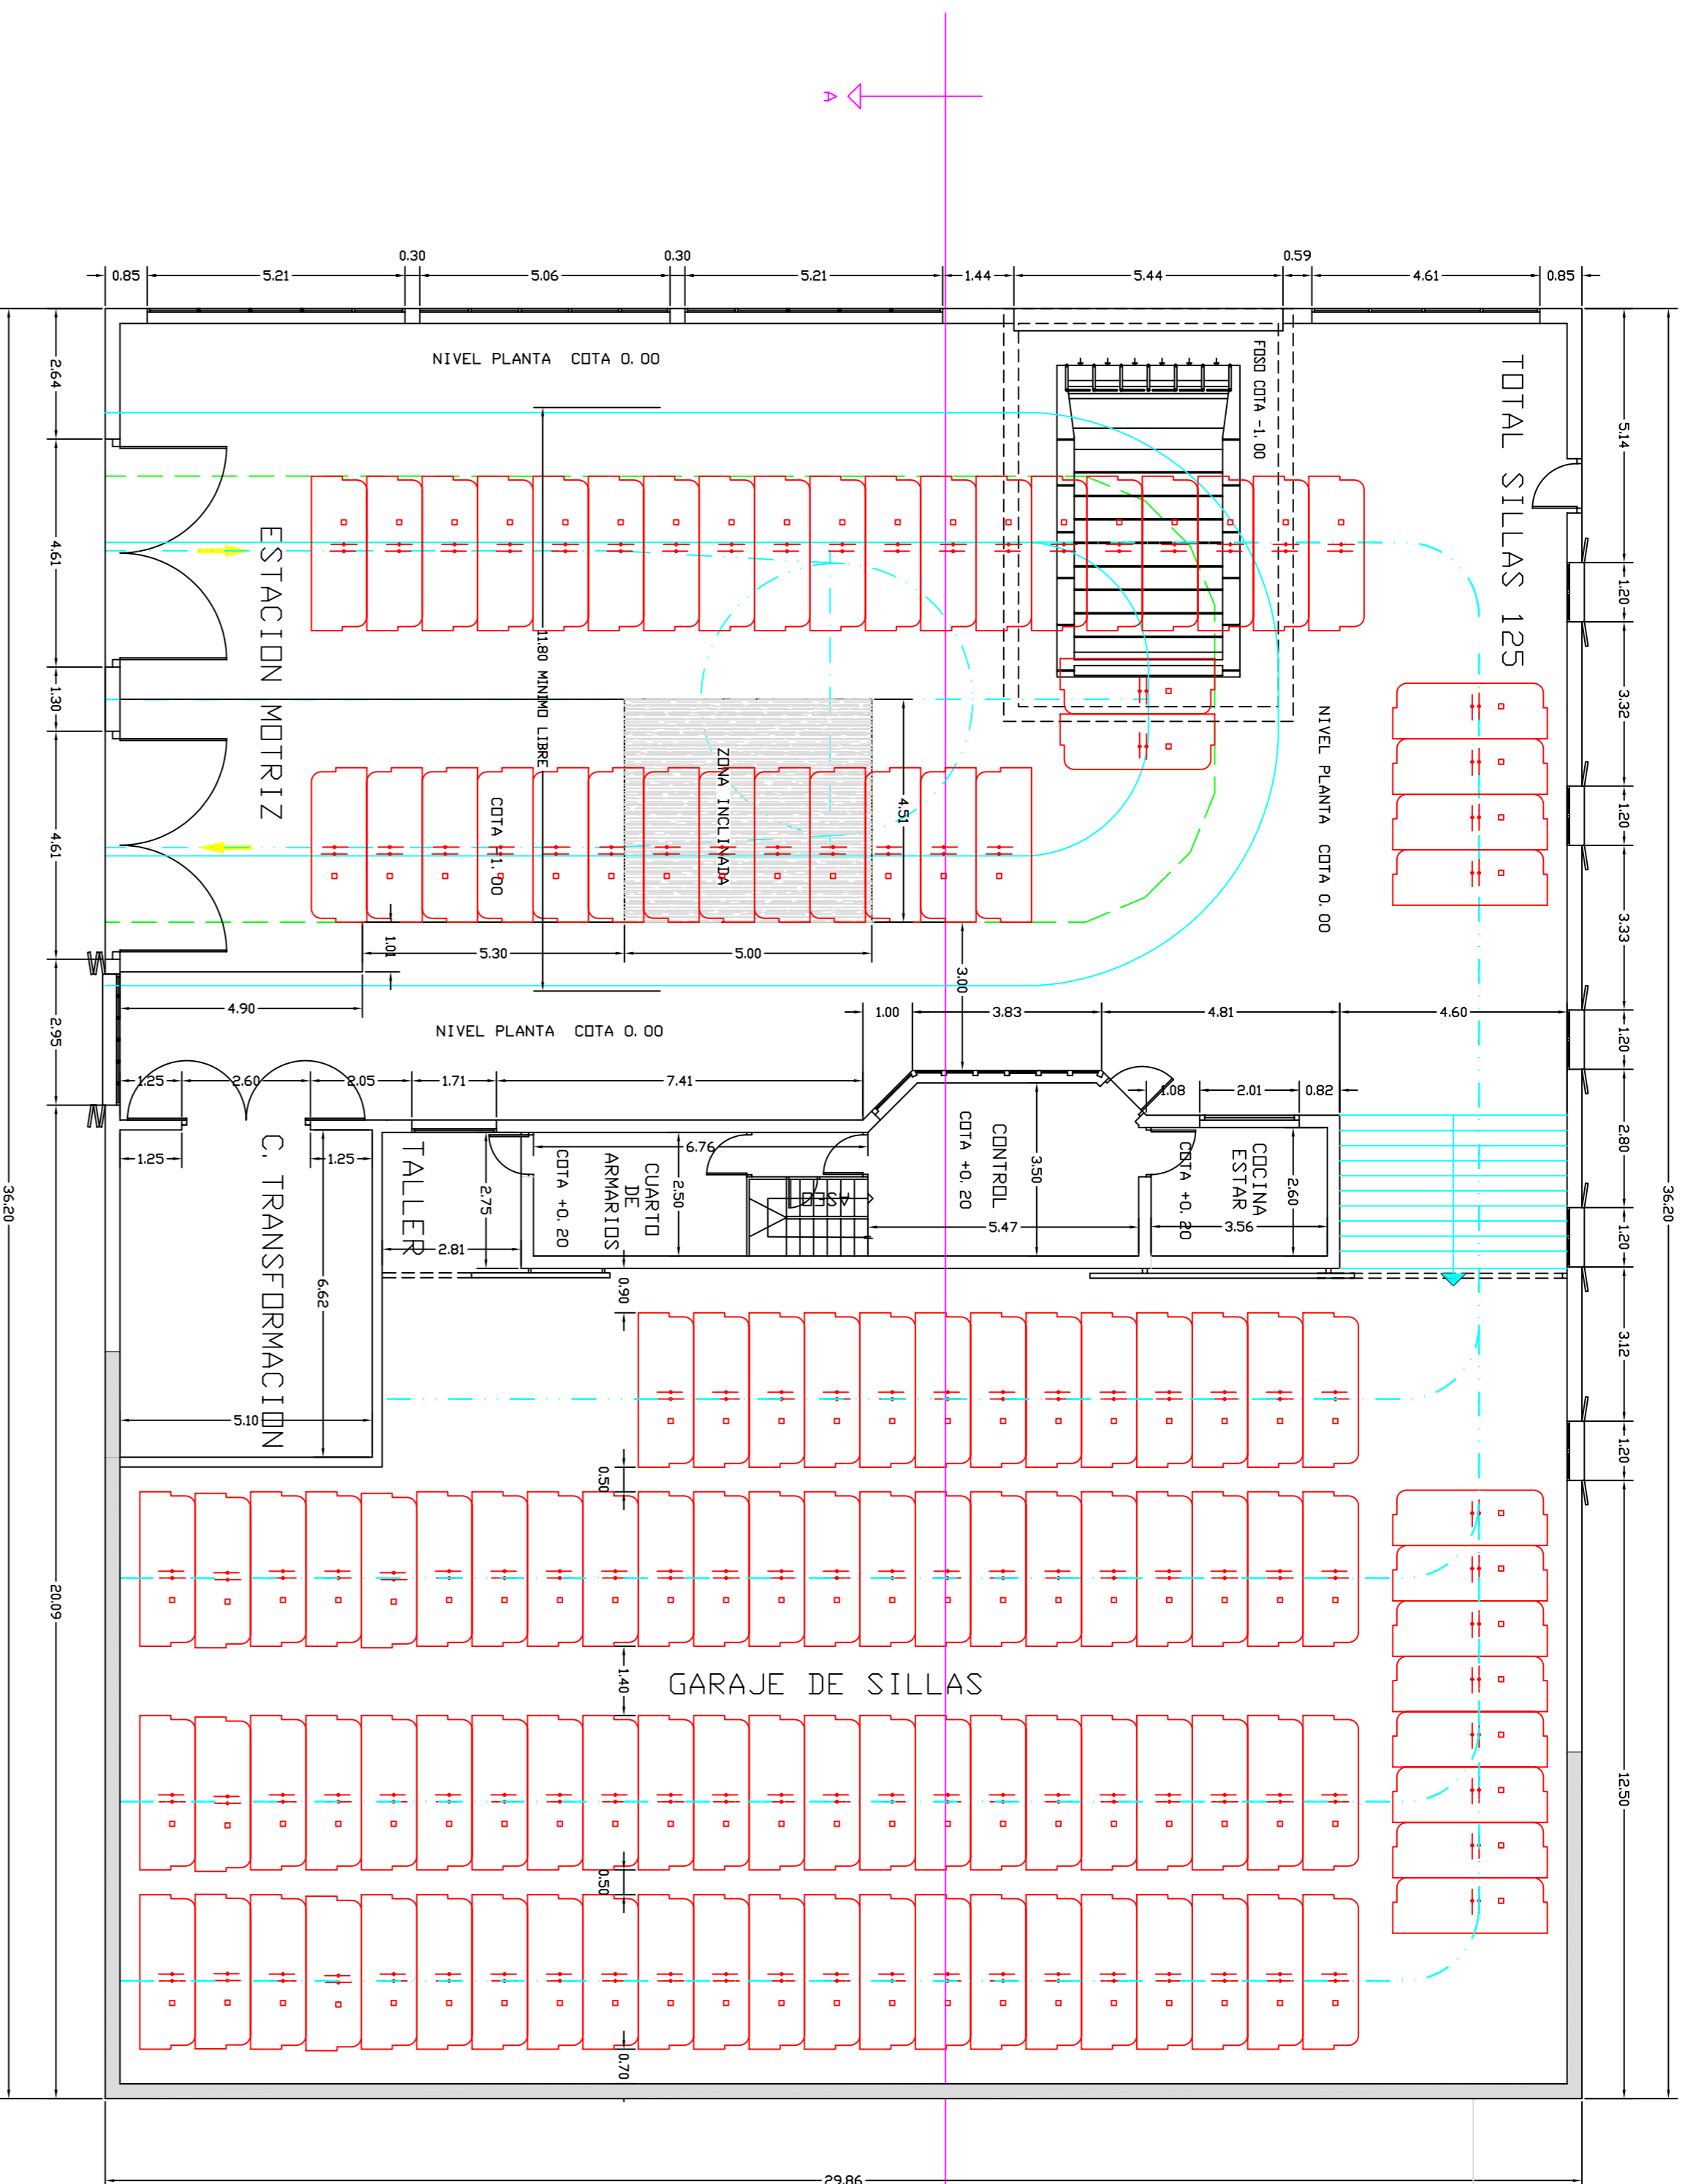 A
0.85
5.21
0.30
5.06
0.30
5.21
1.44
5.44
0.59
4.61
0.85
36.20
2.64
4.61
1.30
4.61
2.95
20.09
36.20
5.14
1.20
3.32
1.20
3.33
1.20
2.80
1.20
3.12
1.20
12.50
29.86
TOTAL SILLAS 125
NIVEL PLANTA COTA 0.00
FOSO COTA -1.00
NIVEL PLANTA COTA 0.00
ESTACION MOTRIZ
11.80 MINIMO LIBRE
ZONA INCLINADA
COTA -1.00
4.51
1.01
5.30
5.00
3.00
4.90
NIVEL PLANTA COTA 0.00
1.00
3.83
4.81
4.60
1.25
2.60
2.05
1.71
7.41
1.08
2.01
0.82
1.25
1.25
C. TRANSFORMACION
6.62
5.10
TALLER
2.75
2.81
6.76
2.50
CUARTO
DE
ARMARIOS
COTA +0.20
ASEO
CONTROL
COTA +0.20
3.50
5.47
COCINA
ESTAR
COTA +0.20
2.60
3.56
0.90
0.50
1.40
GARAJE DE SILLAS
0.50
0.70